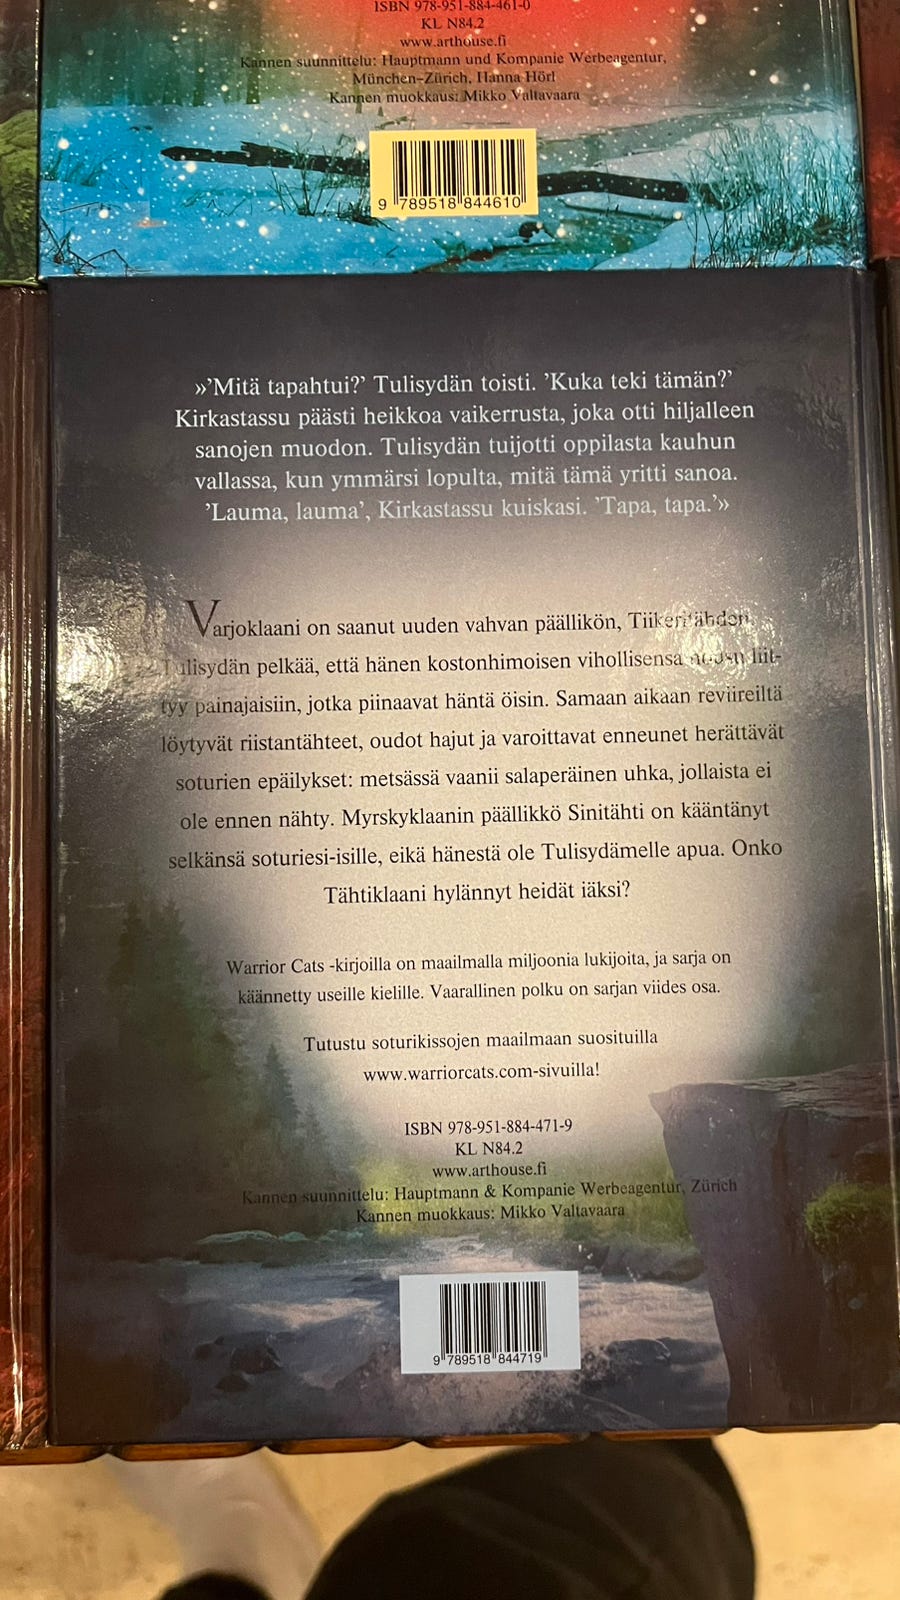 ISBN 978-951-884-461-0
KL N84.2
www.arthouse.fi
Kannen suunnittelu: Hauptmann und Kompanie Werbeagentur,
München–Zürich, Hanna Hörl
Kannen muokkaus: Mikko Valtavaara
9 789518 844610
»’Mitä tapahtui?’ Tulisydän toisti. ’Kuka teki tämän?’
Kirkastassu päästi heikkoa vaikerrusta, joka otti hiljalleen
sanojen muodon. Tulisydän tuijotti oppilasta kauhun
vallassa, kun ymmärsi lopulta, mitä tämä yritti sanoa.
’Lauma, lauma’, Kirkastassu kuiskasi. ’Tapa, tapa.’»
Varjoklaani on saanut uuden vahvan päällikön, Tiikeritähden
Tulisydän pelkää, että hänen kostonhimoisen vihollisensa nousu liit-
tyy painajaisiin, jotka piinaavat häntä öisin. Samaan aikaan reviireiltä
löytyvät riistantähteet, oudot hajut ja varoittavat enneunet herättävät
soturien epäilykset: metsässä vaanii salaperäinen uhka, jollaista ei
ole ennen nähty. Myrskyklaanin päällikkö Sinitähti on kääntänyt
selkänsä soturiesi-isille, eikä hänestä ole Tulisydämelle apua. Onko
Tähtiklaani hylännyt heidät iäksi?
Warrior Cats -kirjoilla on maailmalla miljoonia lukijoita, ja sarja on
käännetty useille kielille. Vaarallinen polku on sarjan viides osa.
Tutustu soturikissojen maailmaan suosituilla
www.warriorcats.com-sivuilla!
ISBN 978-951-884-471-9
KL N84.2
www.arthouse.fi
Kannen suunnittelu: Hauptmann & Kompanie Werbeagentur, Zürich
Kannen muokkaus: Mikko Valtavaara
9 789518 844719